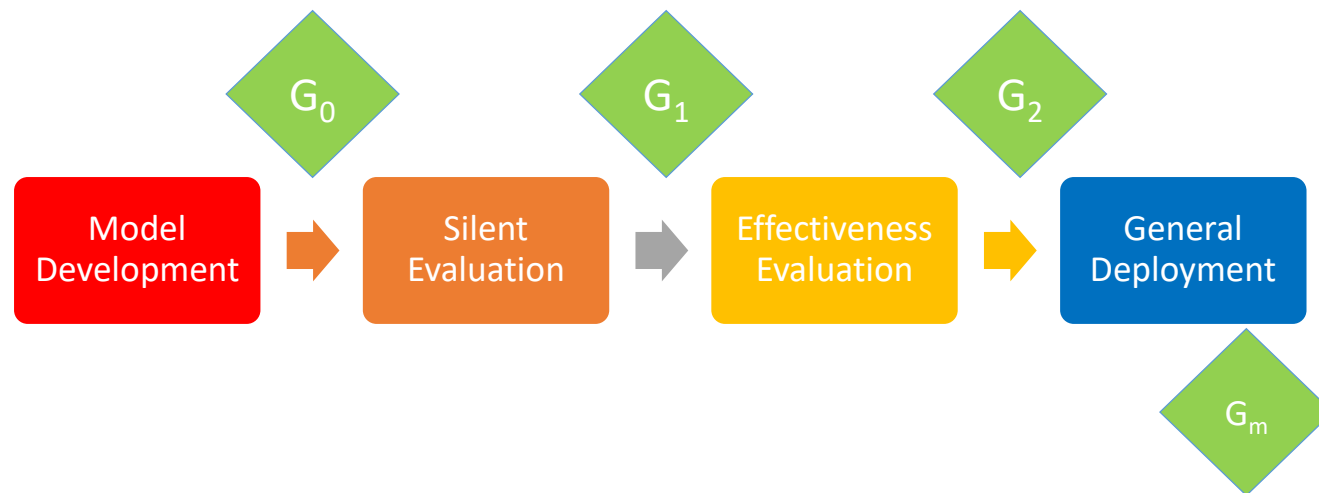 G₀
G₁
G₂
Model
Development
Silent
Evaluation
Effectiveness
Evaluation
General
Deployment
Gₘ